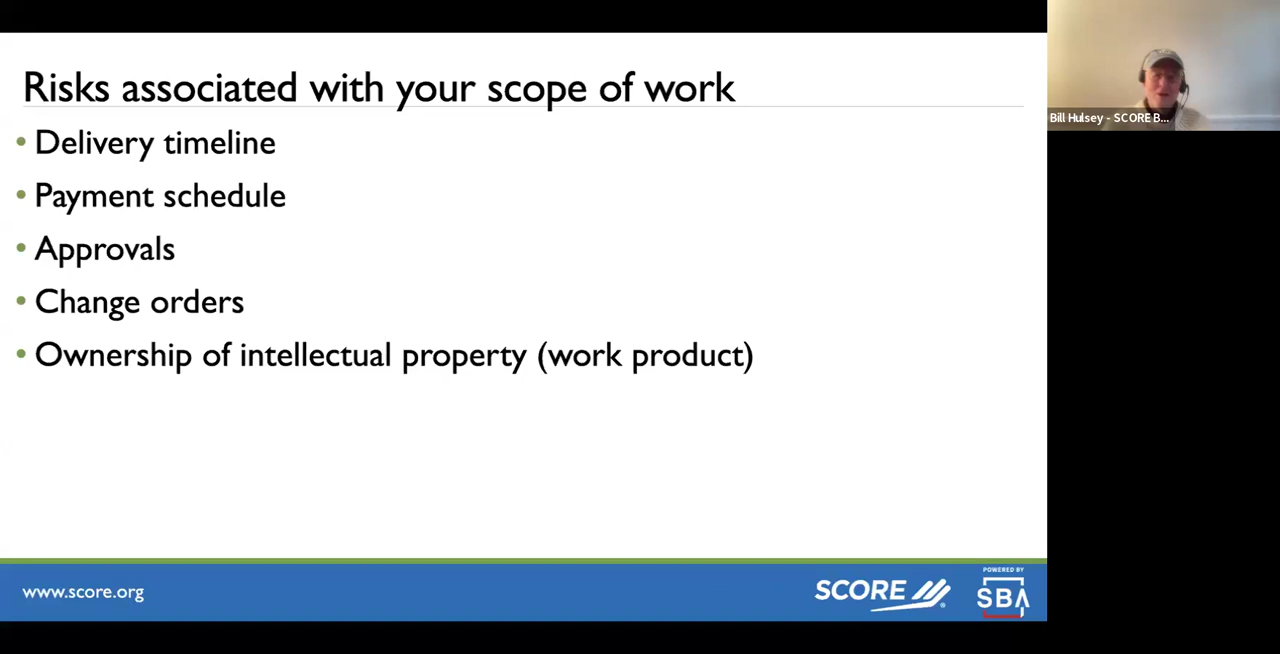 Risks associated with your scope of work
• Delivery timeline
• Payment schedule
• Approvals
• Change orders
• Ownership of intellectual property (work product)
www.score.org
SCORE
®
POWERED BY
SBA
Bill Hulsey - SCORE B...